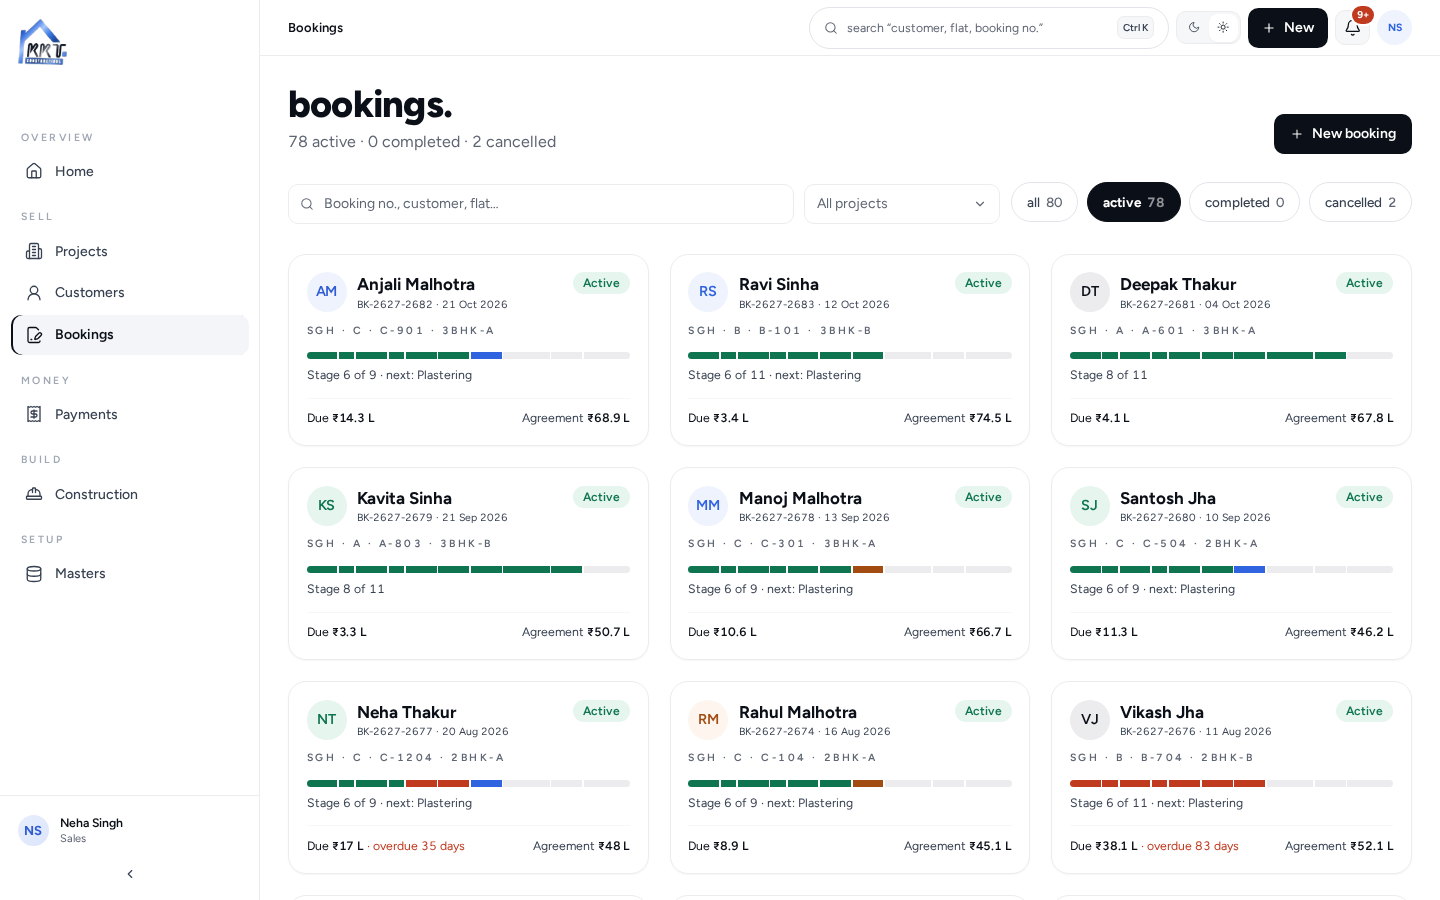 RKT
CONSTRUCTIONS
OVERVIEW
Home
SELL
Projects
Customers
Bookings
MONEY
Payments
BUILD
Construction
SETUP
Masters
NS
Neha Singh
Sales
Bookings
search “customer, flat, booking no.”
Ctrl K
New
9+
NS
bookings.
78 active · 0 completed · 2 cancelled
New booking
Booking no., customer, flat…
All projects
all 80
active 78
completed 0
cancelled 2
AM
Anjali Malhotra
Active
BK-2627-2682 · 21 Oct 2026
SGH · C · C-901 · 3BHK-A
Stage 6 of 9 · next: Plastering
Due ₹14.3 L
Agreement ₹68.9 L
RS
Ravi Sinha
Active
BK-2627-2683 · 12 Oct 2026
SGH · B · B-101 · 3BHK-B
Stage 6 of 11 · next: Plastering
Due ₹3.4 L
Agreement ₹74.5 L
DT
Deepak Thakur
Active
BK-2627-2681 · 04 Oct 2026
SGH · A · A-601 · 3BHK-A
Stage 8 of 11
Due ₹4.1 L
Agreement ₹67.8 L
KS
Kavita Sinha
Active
BK-2627-2679 · 21 Sep 2026
SGH · A · A-803 · 3BHK-B
Stage 8 of 11
Due ₹3.3 L
Agreement ₹50.7 L
MM
Manoj Malhotra
Active
BK-2627-2678 · 13 Sep 2026
SGH · C · C-301 · 3BHK-A
Stage 6 of 9 · next: Plastering
Due ₹10.6 L
Agreement ₹66.7 L
SJ
Santosh Jha
Active
BK-2627-2680 · 10 Sep 2026
SGH · C · C-504 · 2BHK-A
Stage 6 of 9 · next: Plastering
Due ₹11.3 L
Agreement ₹46.2 L
NT
Neha Thakur
Active
BK-2627-2677 · 20 Aug 2026
SGH · C · C-1204 · 2BHK-A
Stage 6 of 9 · next: Plastering
Due ₹17 L · overdue 35 days
Agreement ₹48 L
RM
Rahul Malhotra
Active
BK-2627-2674 · 16 Aug 2026
SGH · C · C-104 · 2BHK-A
Stage 6 of 9 · next: Plastering
Due ₹8.9 L
Agreement ₹45.1 L
VJ
Vikash Jha
Active
BK-2627-2676 · 11 Aug 2026
SGH · B · B-704 · 2BHK-B
Stage 6 of 11 · next: Plastering
Due ₹38.1 L · overdue 83 days
Agreement ₹52.1 L